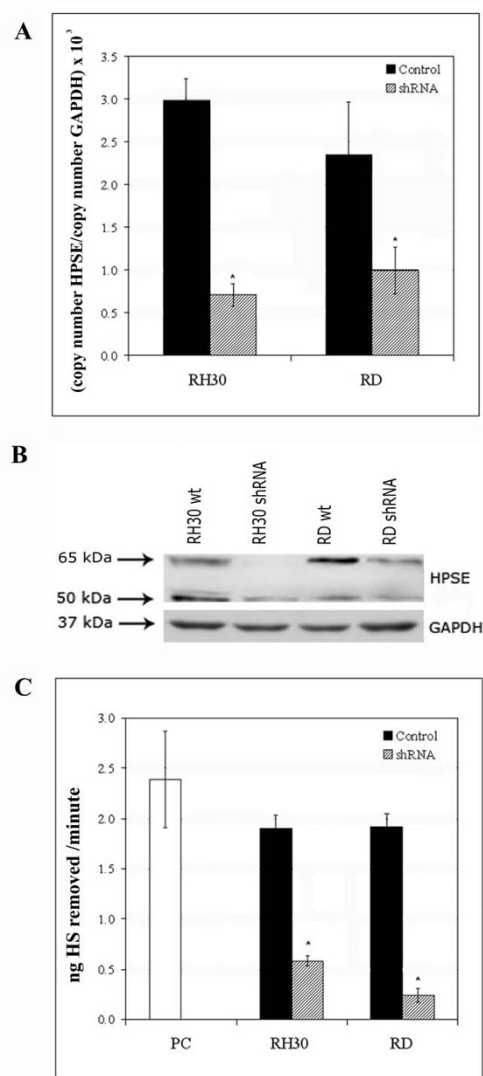 A
(copy number HPSE/copy number GAPDH) x 10³
3.5
3.0
2.5
2.0
1.5
1.0
0.5
0.0
Control
shRNA
*
*
RH30
RD
B
RH30 wt
RH30 shRNA
RD wt
RD shRNA
65 kDa
50 kDa
37 kDa
HPSE
GAPDH
C
ng HS removed /minute
3.0
2.5
2.0
1.5
1.0
0.5
0.0
Control
shRNA
*
*
PC
RH30
RD